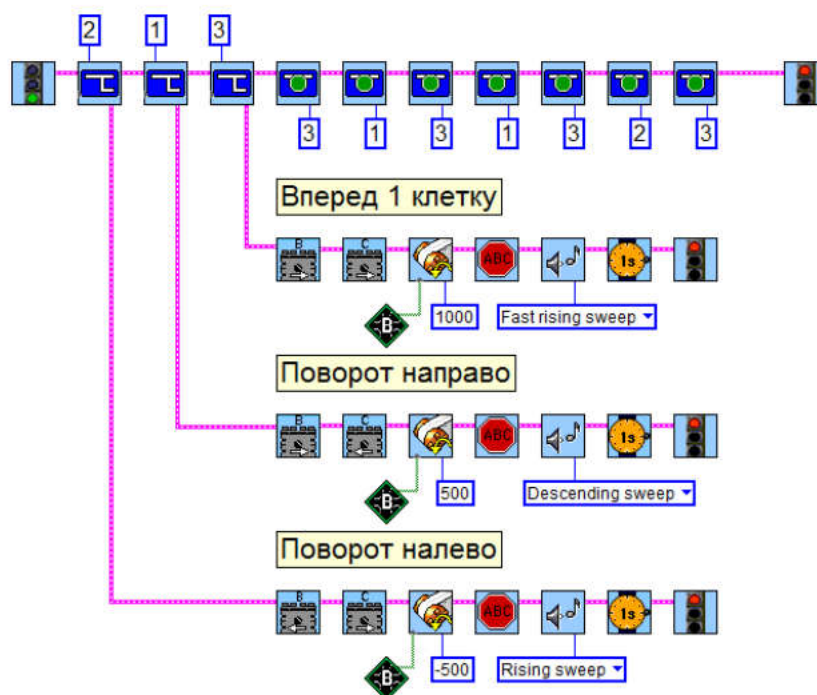 2 1 3
3 1 3 1 3 2 3
Вперед 1 клетку
B C ABC 1s
B 1000 Fast rising sweep
Поворот направо
B C ABC 1s
B 500 Descending sweep
Поворот налево
B C ABC 1s
B -500 Rising sweep